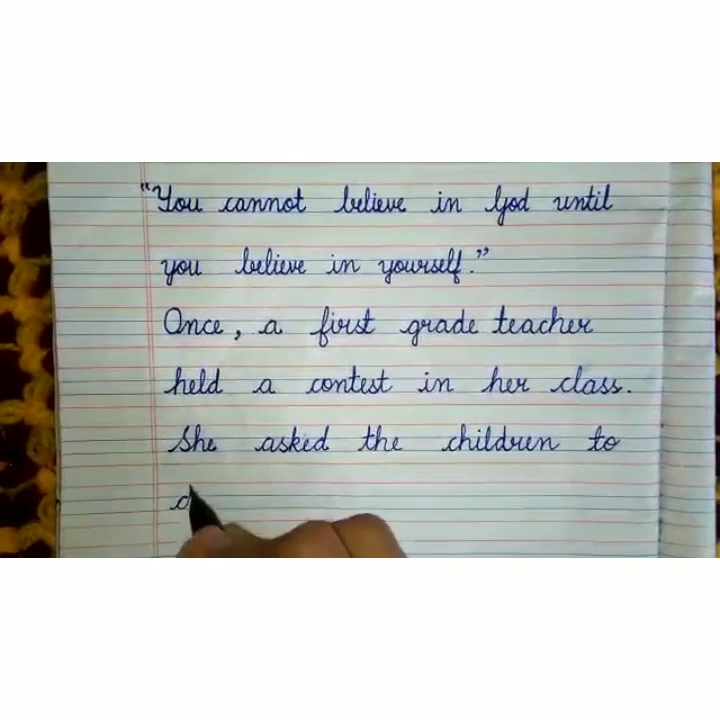 "You cannot believe in God until
you believe in yourself."
Once, a first grade teacher
held a contest in her class.
She asked the children to